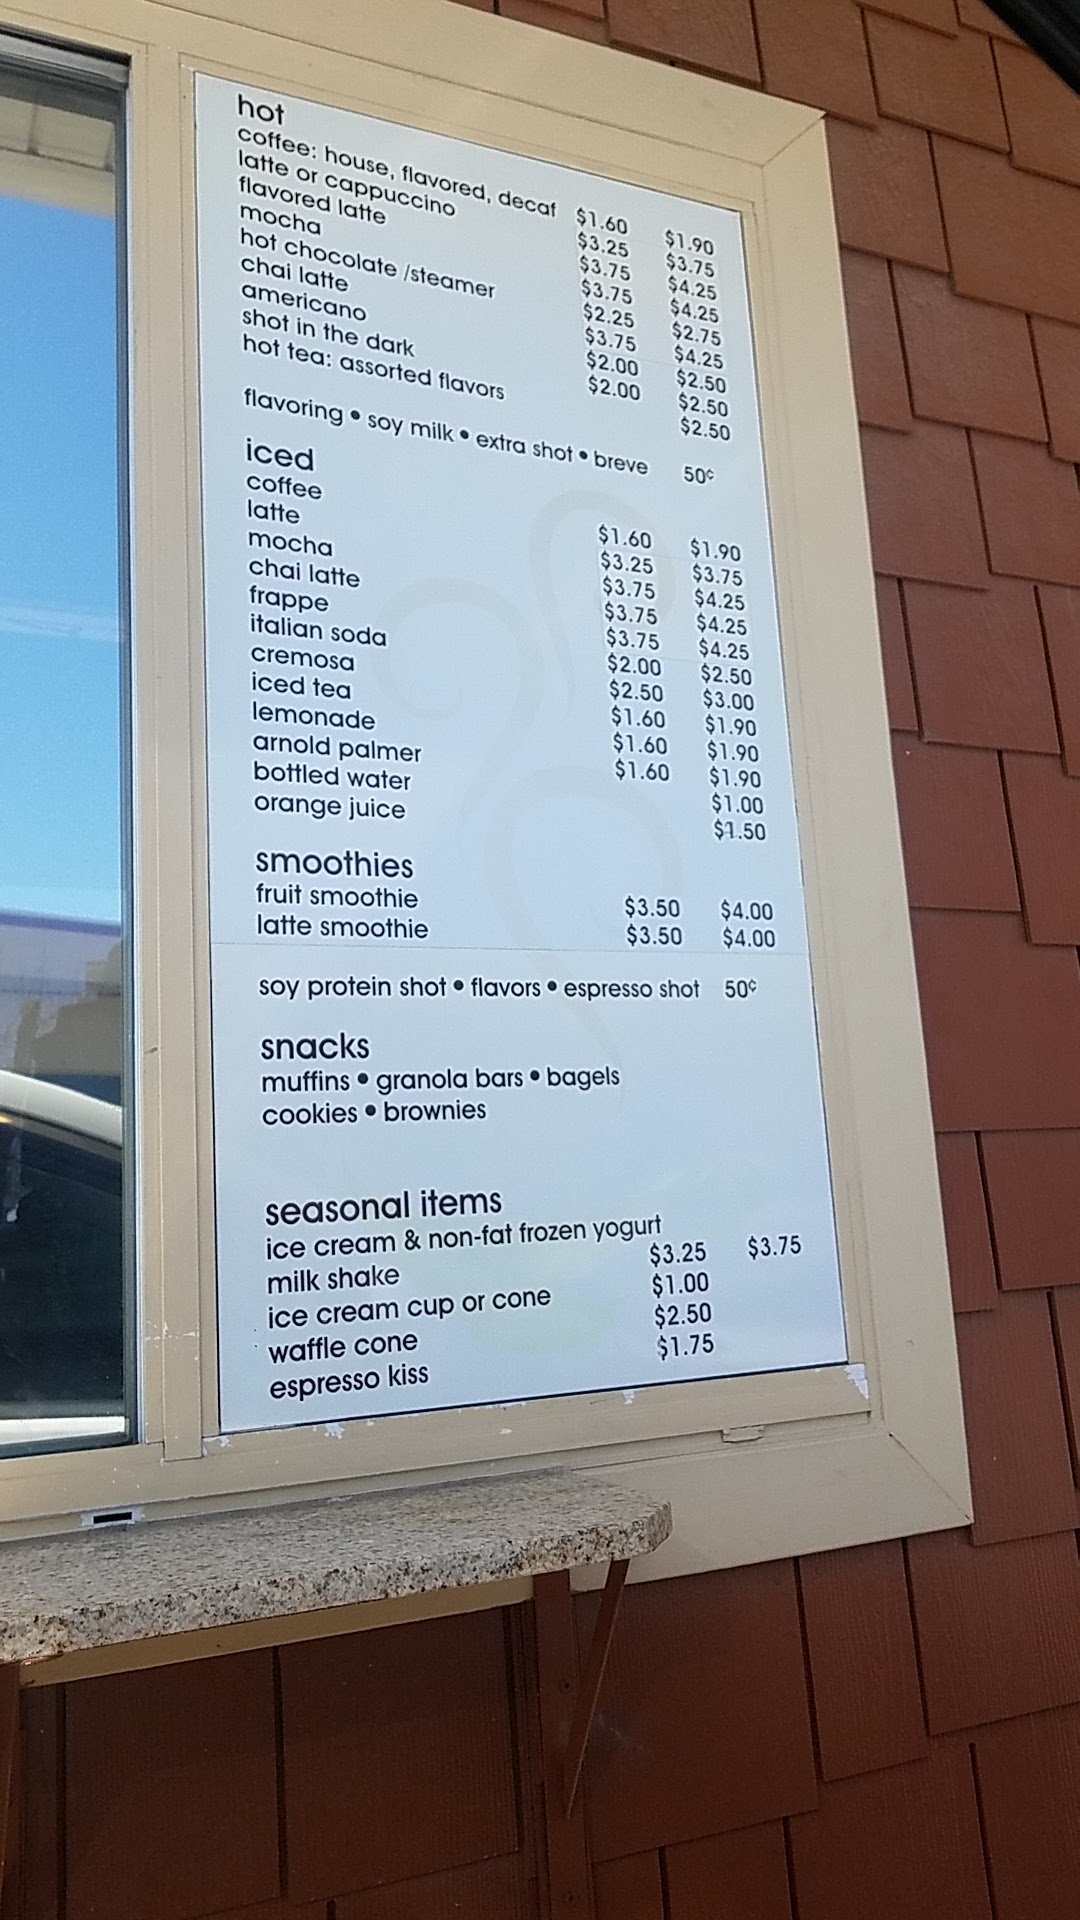 hot
coffee: house, flavored, decaf $1.60 $1.90
latte or cappuccino $3.25 $3.75
flavored latte $3.75 $4.25
mocha $3.75 $4.25
hot chocolate /steamer $2.25 $2.75
chai latte $3.75 $4.25
americano $2.00 $2.50
shot in the dark $2.00 $2.50
hot tea: assorted flavors $2.50
flavoring • soy milk • extra shot • breve 50¢
iced
coffee $1.60 $1.90
latte $3.25 $3.75
mocha $3.75 $4.25
chai latte $3.75 $4.25
frappe $3.75 $4.25
italian soda $2.00 $2.50
cremosa $2.50 $3.00
iced tea $1.60 $1.90
lemonade $1.60 $1.90
arnold palmer $1.60 $1.90
bottled water $1.00
orange juice $1.50
smoothies
fruit smoothie $3.50 $4.00
latte smoothie $3.50 $4.00
soy protein shot • flavors • espresso shot 50¢
snacks
muffins • granola bars • bagels
cookies • brownies
seasonal items
ice cream & non-fat frozen yogurt
milk shake $3.25 $3.75
ice cream cup or cone $1.00
waffle cone $2.50
espresso kiss $1.75